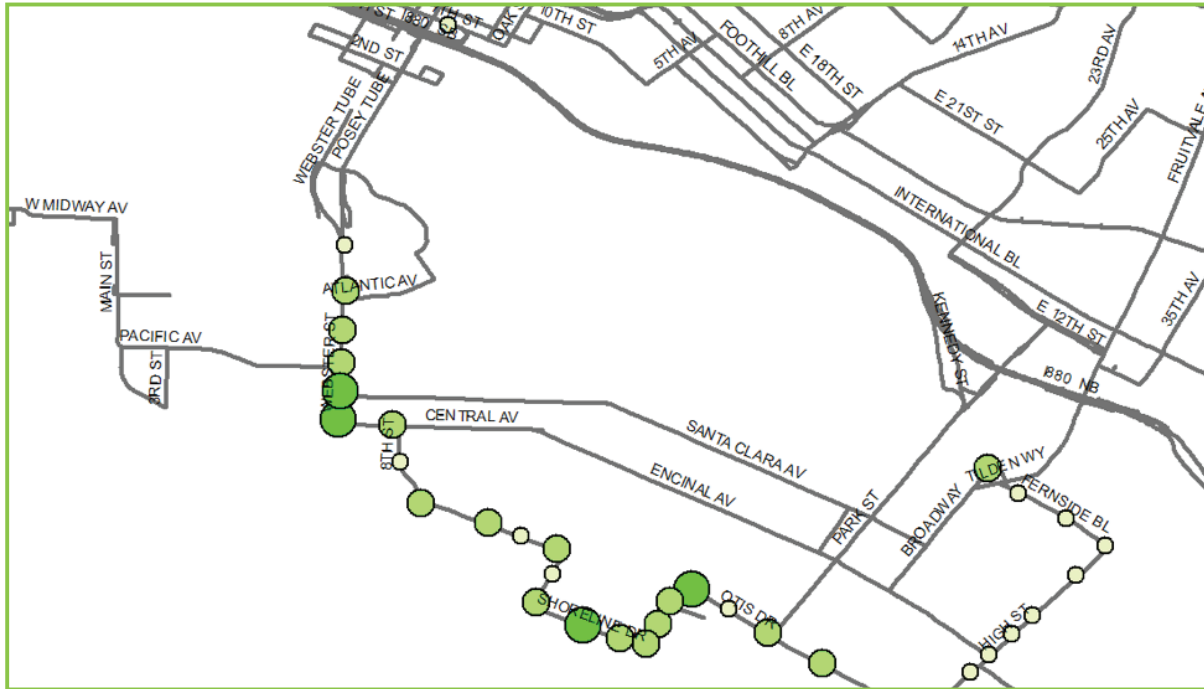 2ND ST
OAK
10TH ST
5TH AV
FOOTHILL BL
8TH AV
E 18TH ST
14TH AV
23RD AV
E 21ST ST
25TH AV
WEBSTER TUBE
POSEY TUBE
W MIDWAY AV
MAIN ST
ATLANTIC AV
PACIFIC AV
3RD ST
WEBSTER ST
INTERNATIONAL BL
KENNEDY ST
E 12TH ST
35TH AV
I880 NB
CENTRAL AV
8TH ST
SANTA CLARA AV
ENCINAL AV
PARK ST
BROADWAY
TILDEN WY
FERNSIDE BL
SHORELINE DR
OTIS DR
HIGH ST